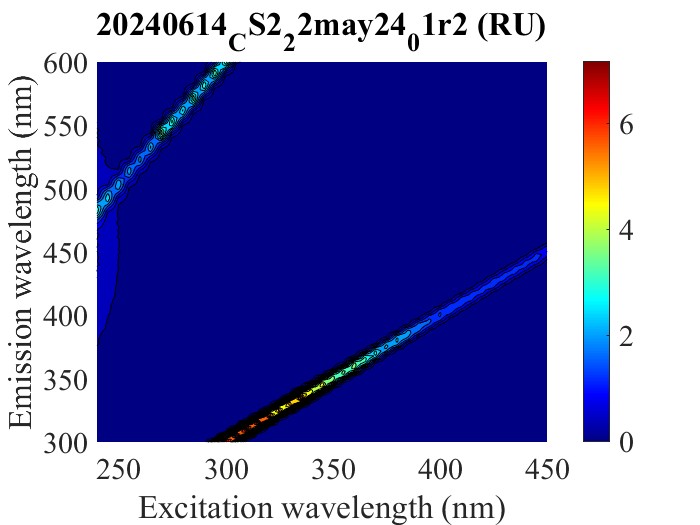 20240614CS222may2401r2 (RU)
600
550
500
450
400
350
300
Emission wavelength (nm)
250 300 350 400 450
Excitation wavelength (nm)
6
4
2
0